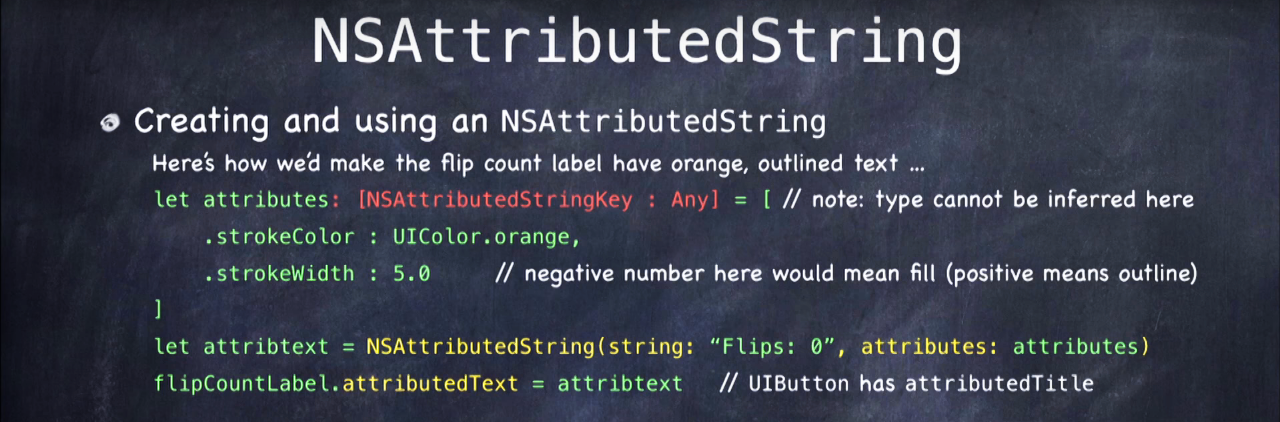 NSAttributedString
Creating and using an NSAttributedString
Here's how we'd make the flip count label have orange, outlined text ...
let attributes: [NSAttributedStringKey : Any] = [ // note: type cannot be inferred here
.strokeColor : UIColor.orange,
.strokeWidth : 5.0 // negative number here would mean fill (positive means outline)
]
let attribtext = NSAttributedString(string: “Flips: 0”, attributes: attributes)
flipCountLabel.attributedText = attribtext // UIButton has attributedTitle